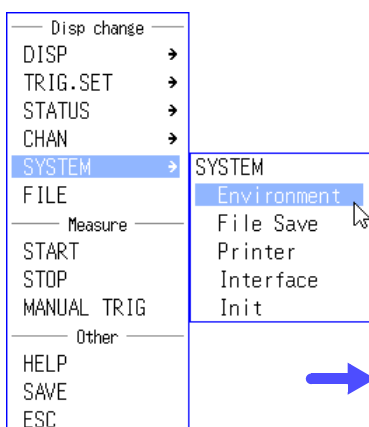 Disp change
DISP
TRIG.SET
STATUS
CHAN
SYSTEM
FILE
Measure
START
STOP
MANUAL TRIG
Other
HELP
SAVE
ESC
SYSTEM
Environment
File Save
Printer
Interface
Init